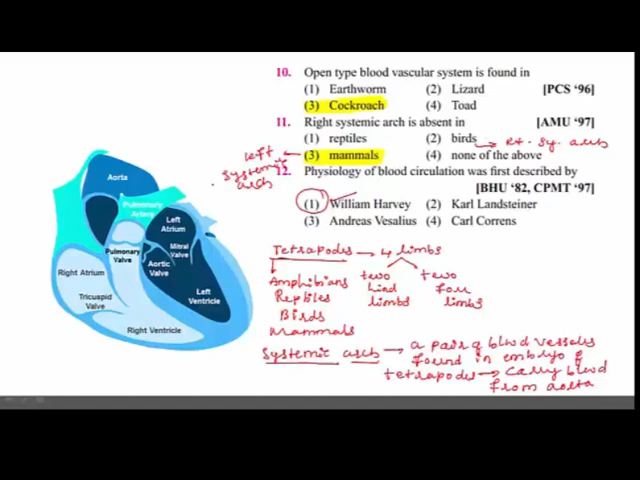 10. Open type blood vascular system is found in
(1) Earthworm (2) Lizard [PCS ‘96]
(3) Cockroach (4) Toad
11. Right systemic arch is absent in [AMU ‘97]
(1) reptiles (2) birds → Rt. sy. arch
left systemic arch ← (3) mammals (4) none of the above
12. Physiology of blood circulation was first described by
[BHU ‘82, CPMT ‘97]
(1) William Harvey (2) Karl Landsteiner
(3) Andreas Vesalius (4) Carl Correns
Tetrapodes → 4 limbs
Amphibians
Reptiles
Birds
Mammals
two
hind
limbs
two
four
limbs
Systemic arch → a pair of blood vessels
found in embryo of
tetrapodes → carry blood
from aorta
Aorta
Pulmonary
Artery
Left
Atrium
Pulmonary
Valve
Mitral
Valve
Aortic
Valve
Right Atrium
Left
Ventricle
Tricuspid
Valve
Right Ventricle